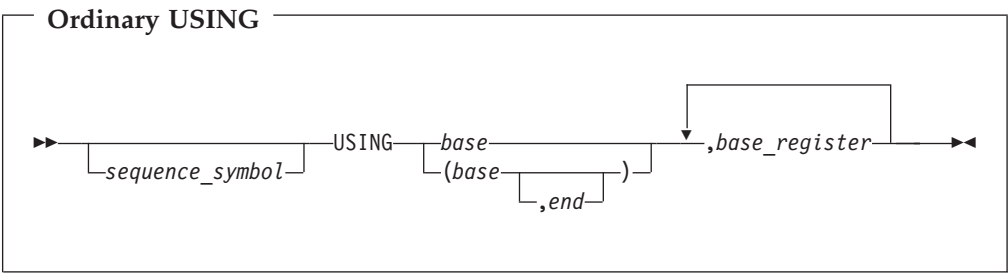 Ordinary USING
USING base ,base_register
sequence_symbol (base )
,end